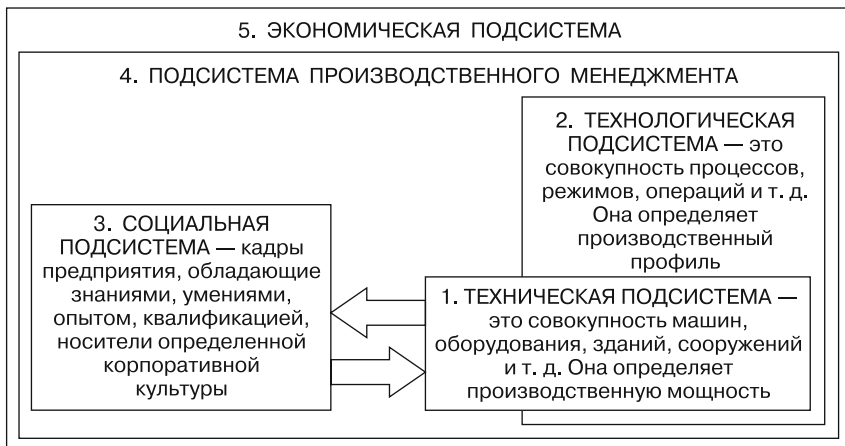 5. ЭКОНОМИЧЕСКАЯ ПОДСИСТЕМА
4. ПОДСИСТЕМА ПРОИЗВОДСТВЕННОГО МЕНЕДЖМЕНТА
2. ТЕХНОЛОГИЧЕСКАЯ
ПОДСИСТЕМА — это
совокупность процессов,
режимов, операций и т. д.
Она определяет
производственный
профиль
3. СОЦИАЛЬНАЯ
ПОДСИСТЕМА — кадры
предприятия, обладающие
знаниями, умениями,
опытом, квалификацией,
носители определенной
корпоративной
культуры
1. ТЕХНИЧЕСКАЯ ПОДСИСТЕМА —
это совокупность машин,
оборудования, зданий, сооружений
и т. д. Она определяет
производственную мощность